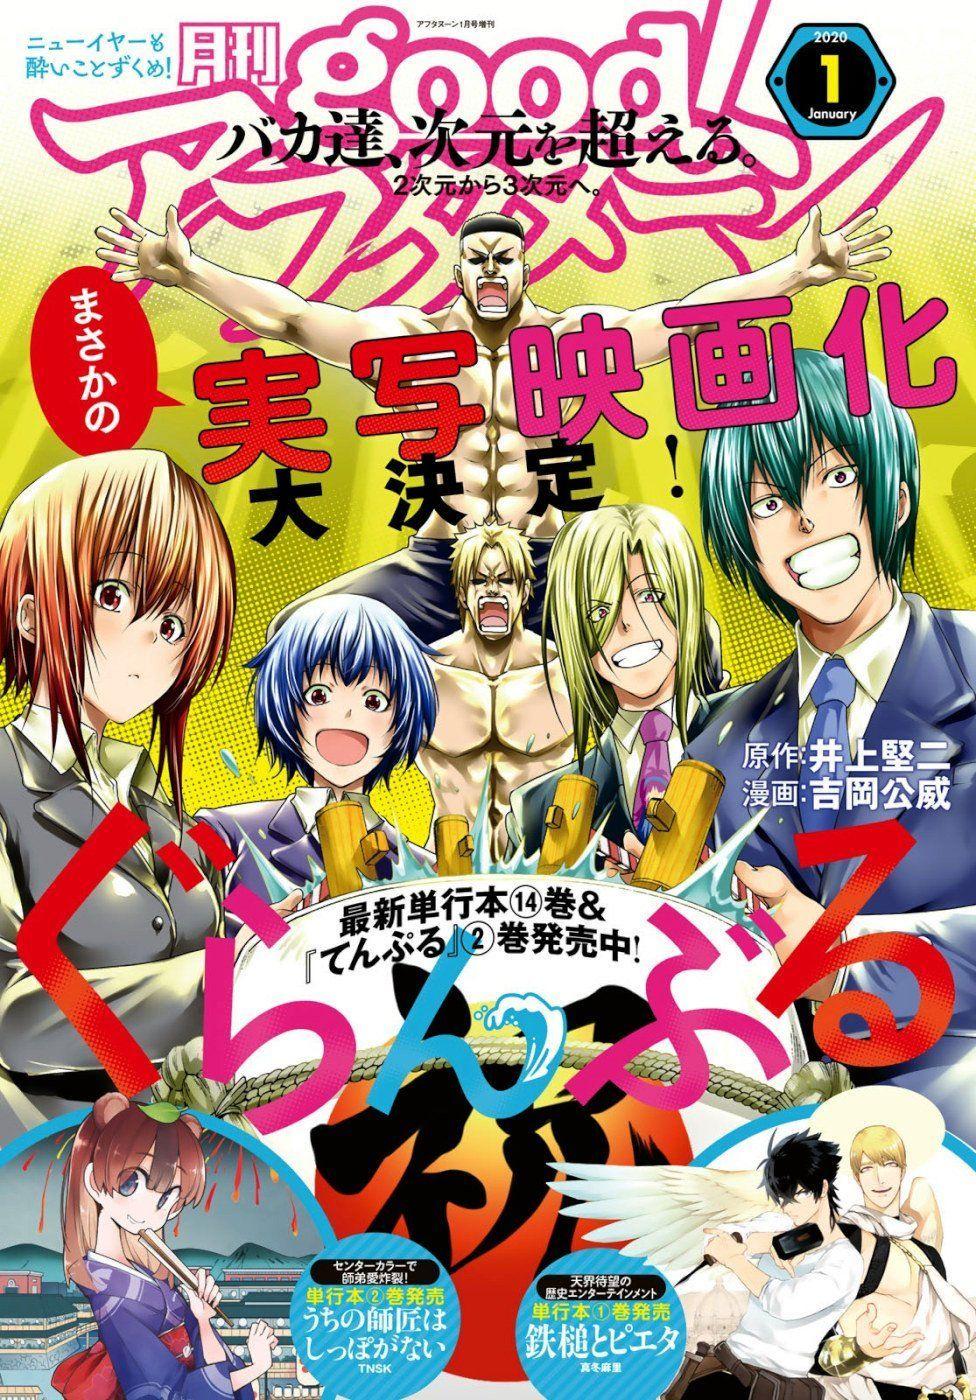 アフタヌーン1月号増刊
ニューイヤーも
酔いことずくめ!
月刊
good!
アフタヌーン
2020
1
January
バカ達、次元を超える。
2次元から3次元へ。
まさかの
実写映画化
大決定!
原作:井上堅二
漫画:吉岡公威
最新単行本⑭巻&
『てんぷる』②巻発売中!
ぐらんぶる
祝
センターカラーで
師弟愛炸裂!
単行本②巻発売
うちの師匠は
しっぽがない
TNSK
天界待望の
歴史エンターテインメント
単行本①巻発売
鉄槌とピエタ
真冬麻里